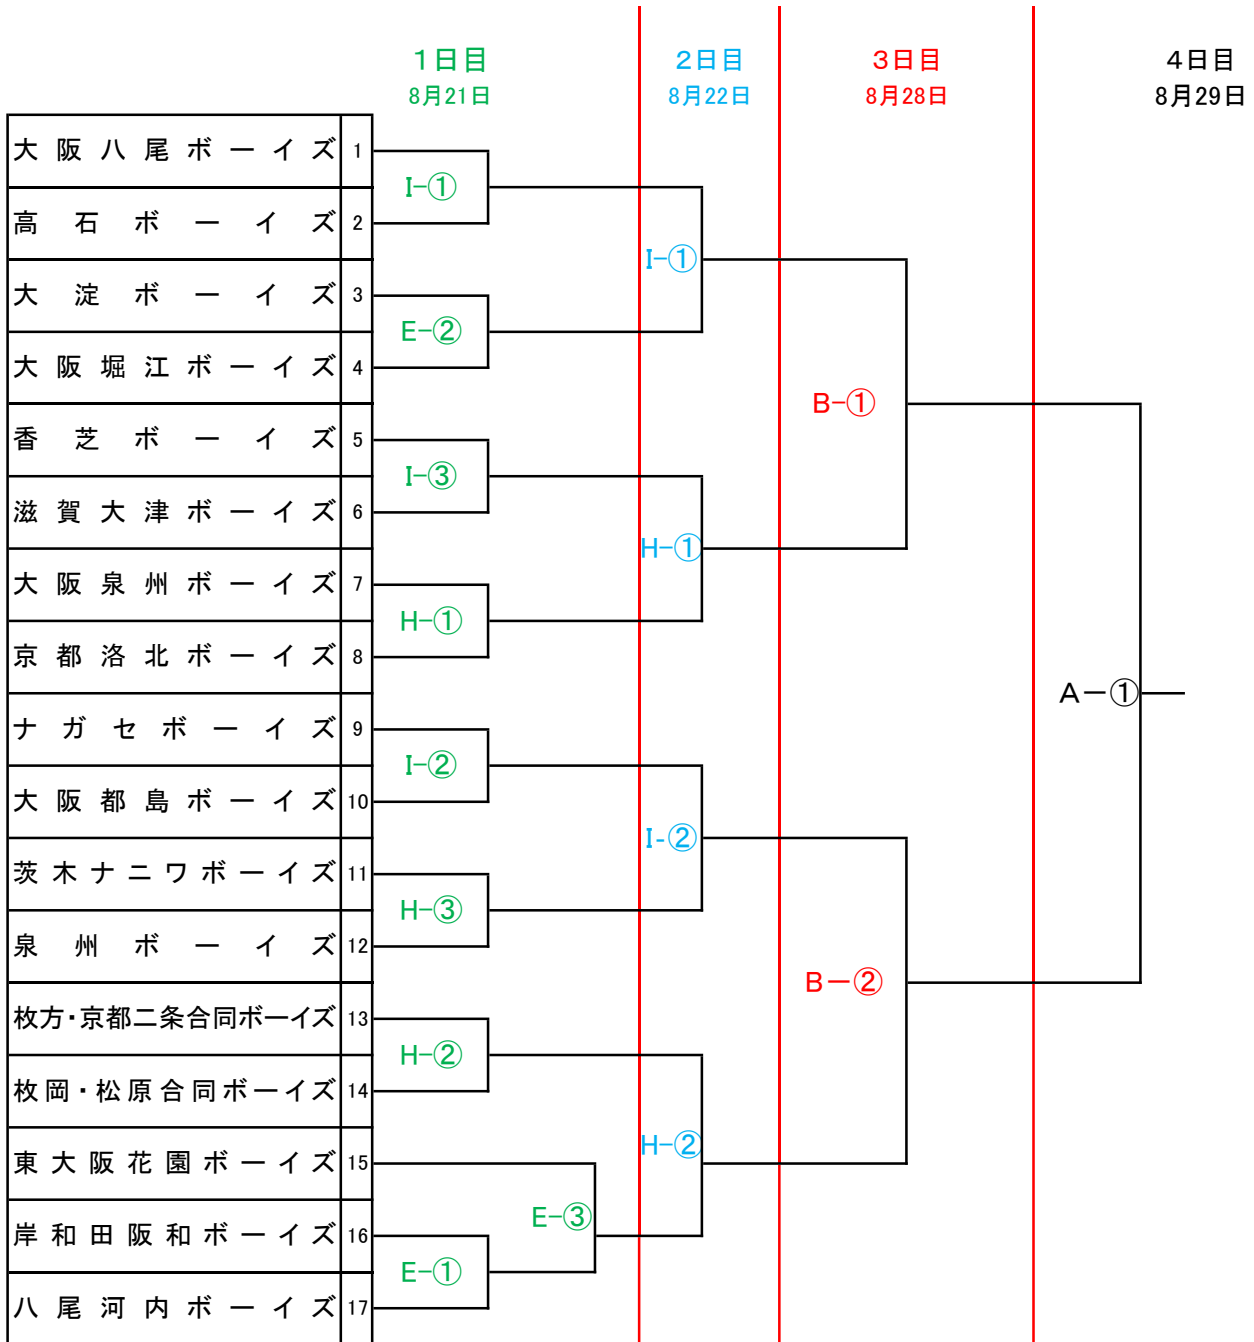 1日目 2日目 3日目 4日目
8月21日 8月22日 8月28日 8月29日
大阪八尾ボーイズ 1
I-①
高石ボーイズ 2
I-①
大淀ボーイズ 3
E-②
大阪堀江ボーイズ 4
B-①
香芝ボーイズ 5
I-③
滋賀大津ボーイズ 6
H-①
大阪泉州ボーイズ 7
H-①
京都洛北ボーイズ 8
A-①
ナガセボーイズ 9
I-②
大阪都島ボーイズ 10
I-②
茨木ナニワボーイズ 11
H-③
泉州ボーイズ 12
B-②
枚方・京都二条合同ボーイズ 13
H-②
枚岡・松原合同ボーイズ 14
H-②
東大阪花園ボーイズ 15
E-③
岸和田阪和ボーイズ 16
E-①
八尾河内ボーイズ 17